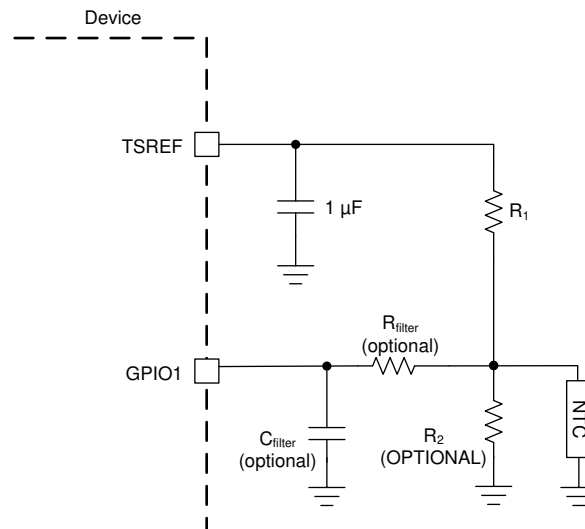 Device
TSREF
1 µF
R1
Rfilter
(optional)
GPIO1
Cfilter
(optional)
R2
(OPTIONAL)
NTC